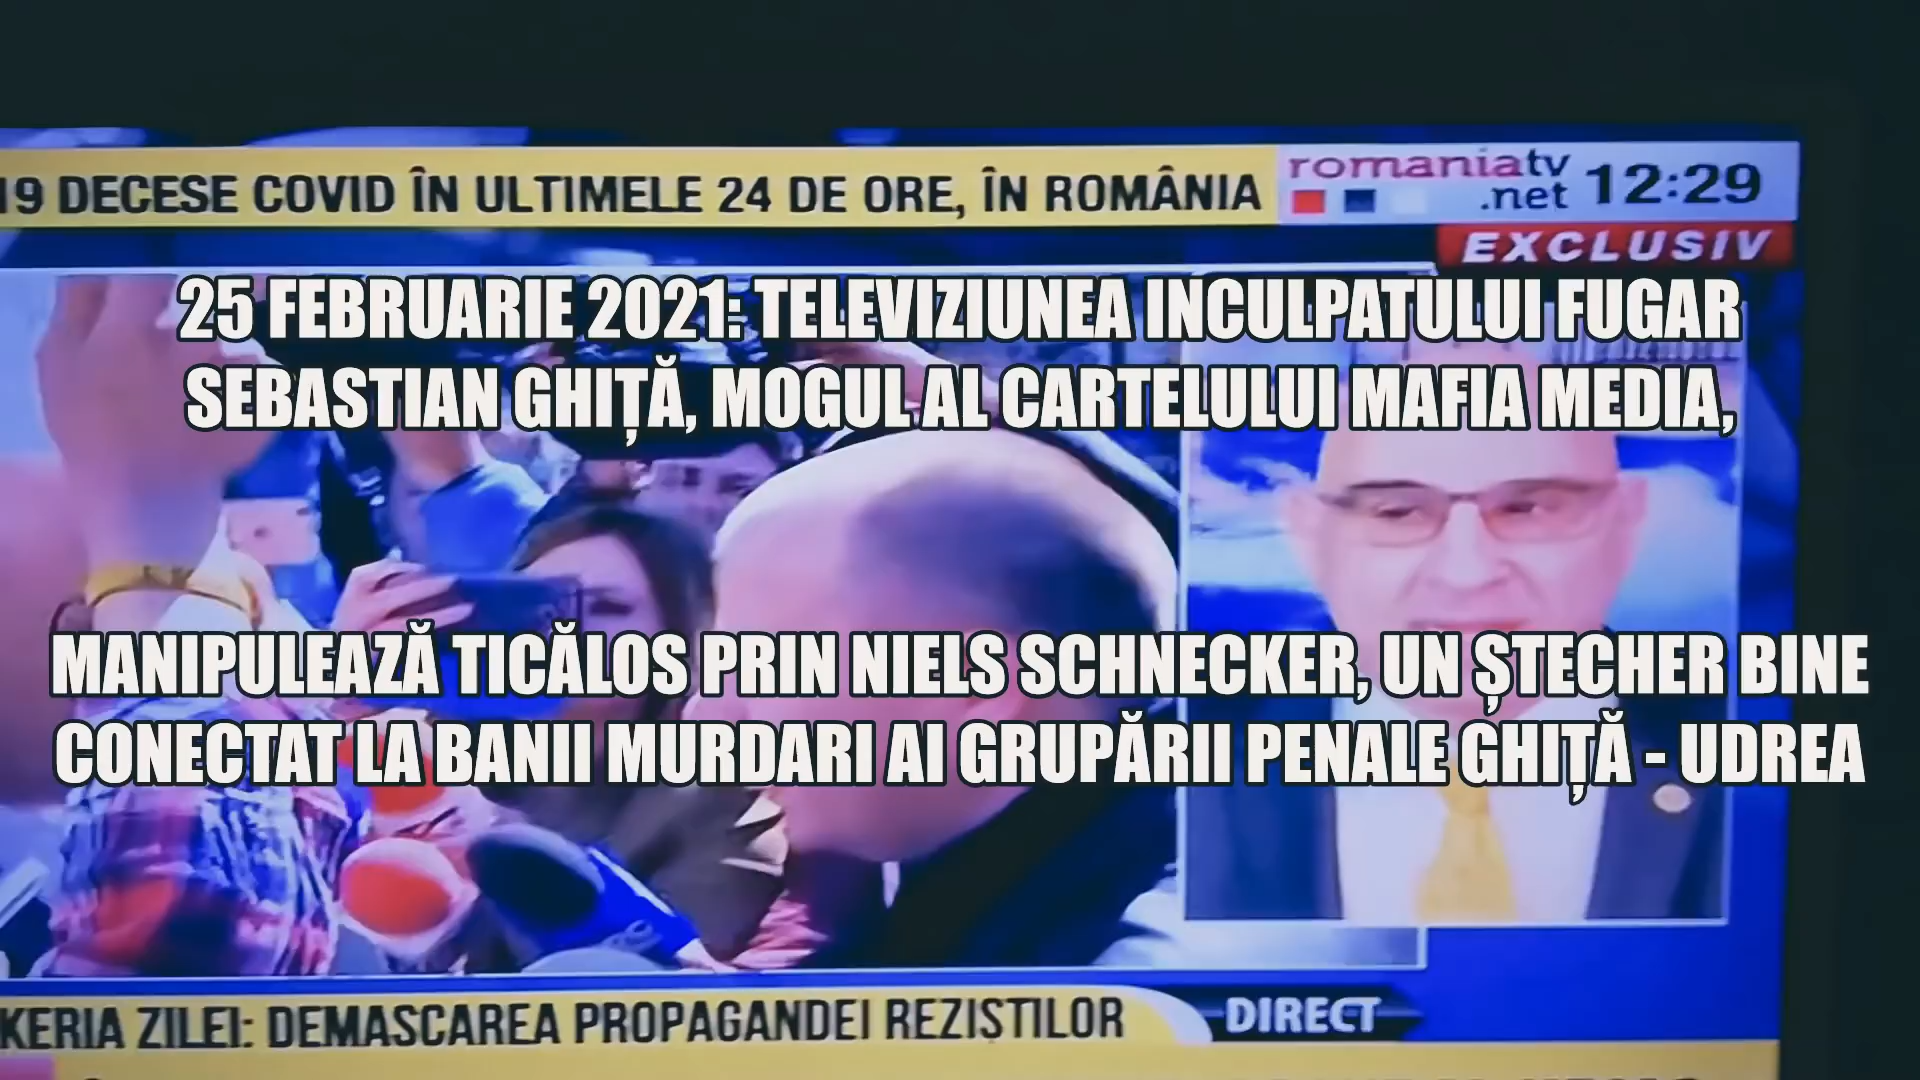 19 DECESE COVID ÎN ULTIMELE 24 DE ORE, ÎN ROMÂNIA
romaniatv
.net 12:29
EXCLUSIV
25 FEBRUARIE 2021: TELEVIZIUNEA INCULPATULUI FUGAR
SEBASTIAN GHIȚĂ, MOGUL AL CARTELULUI MAFIA MEDIA,
MANIPULEAZĂ TICĂLOS PRIN NIELS SCHNECKER, UN ȘTECHER BINE
CONECTAT LA BANII MURDARI AI GRUPĂRII PENALE GHIȚĂ - UDREA
KERIA ZILEI: DEMASCAREA PROPAGANDEI REZIȘTILOR
DIRECT